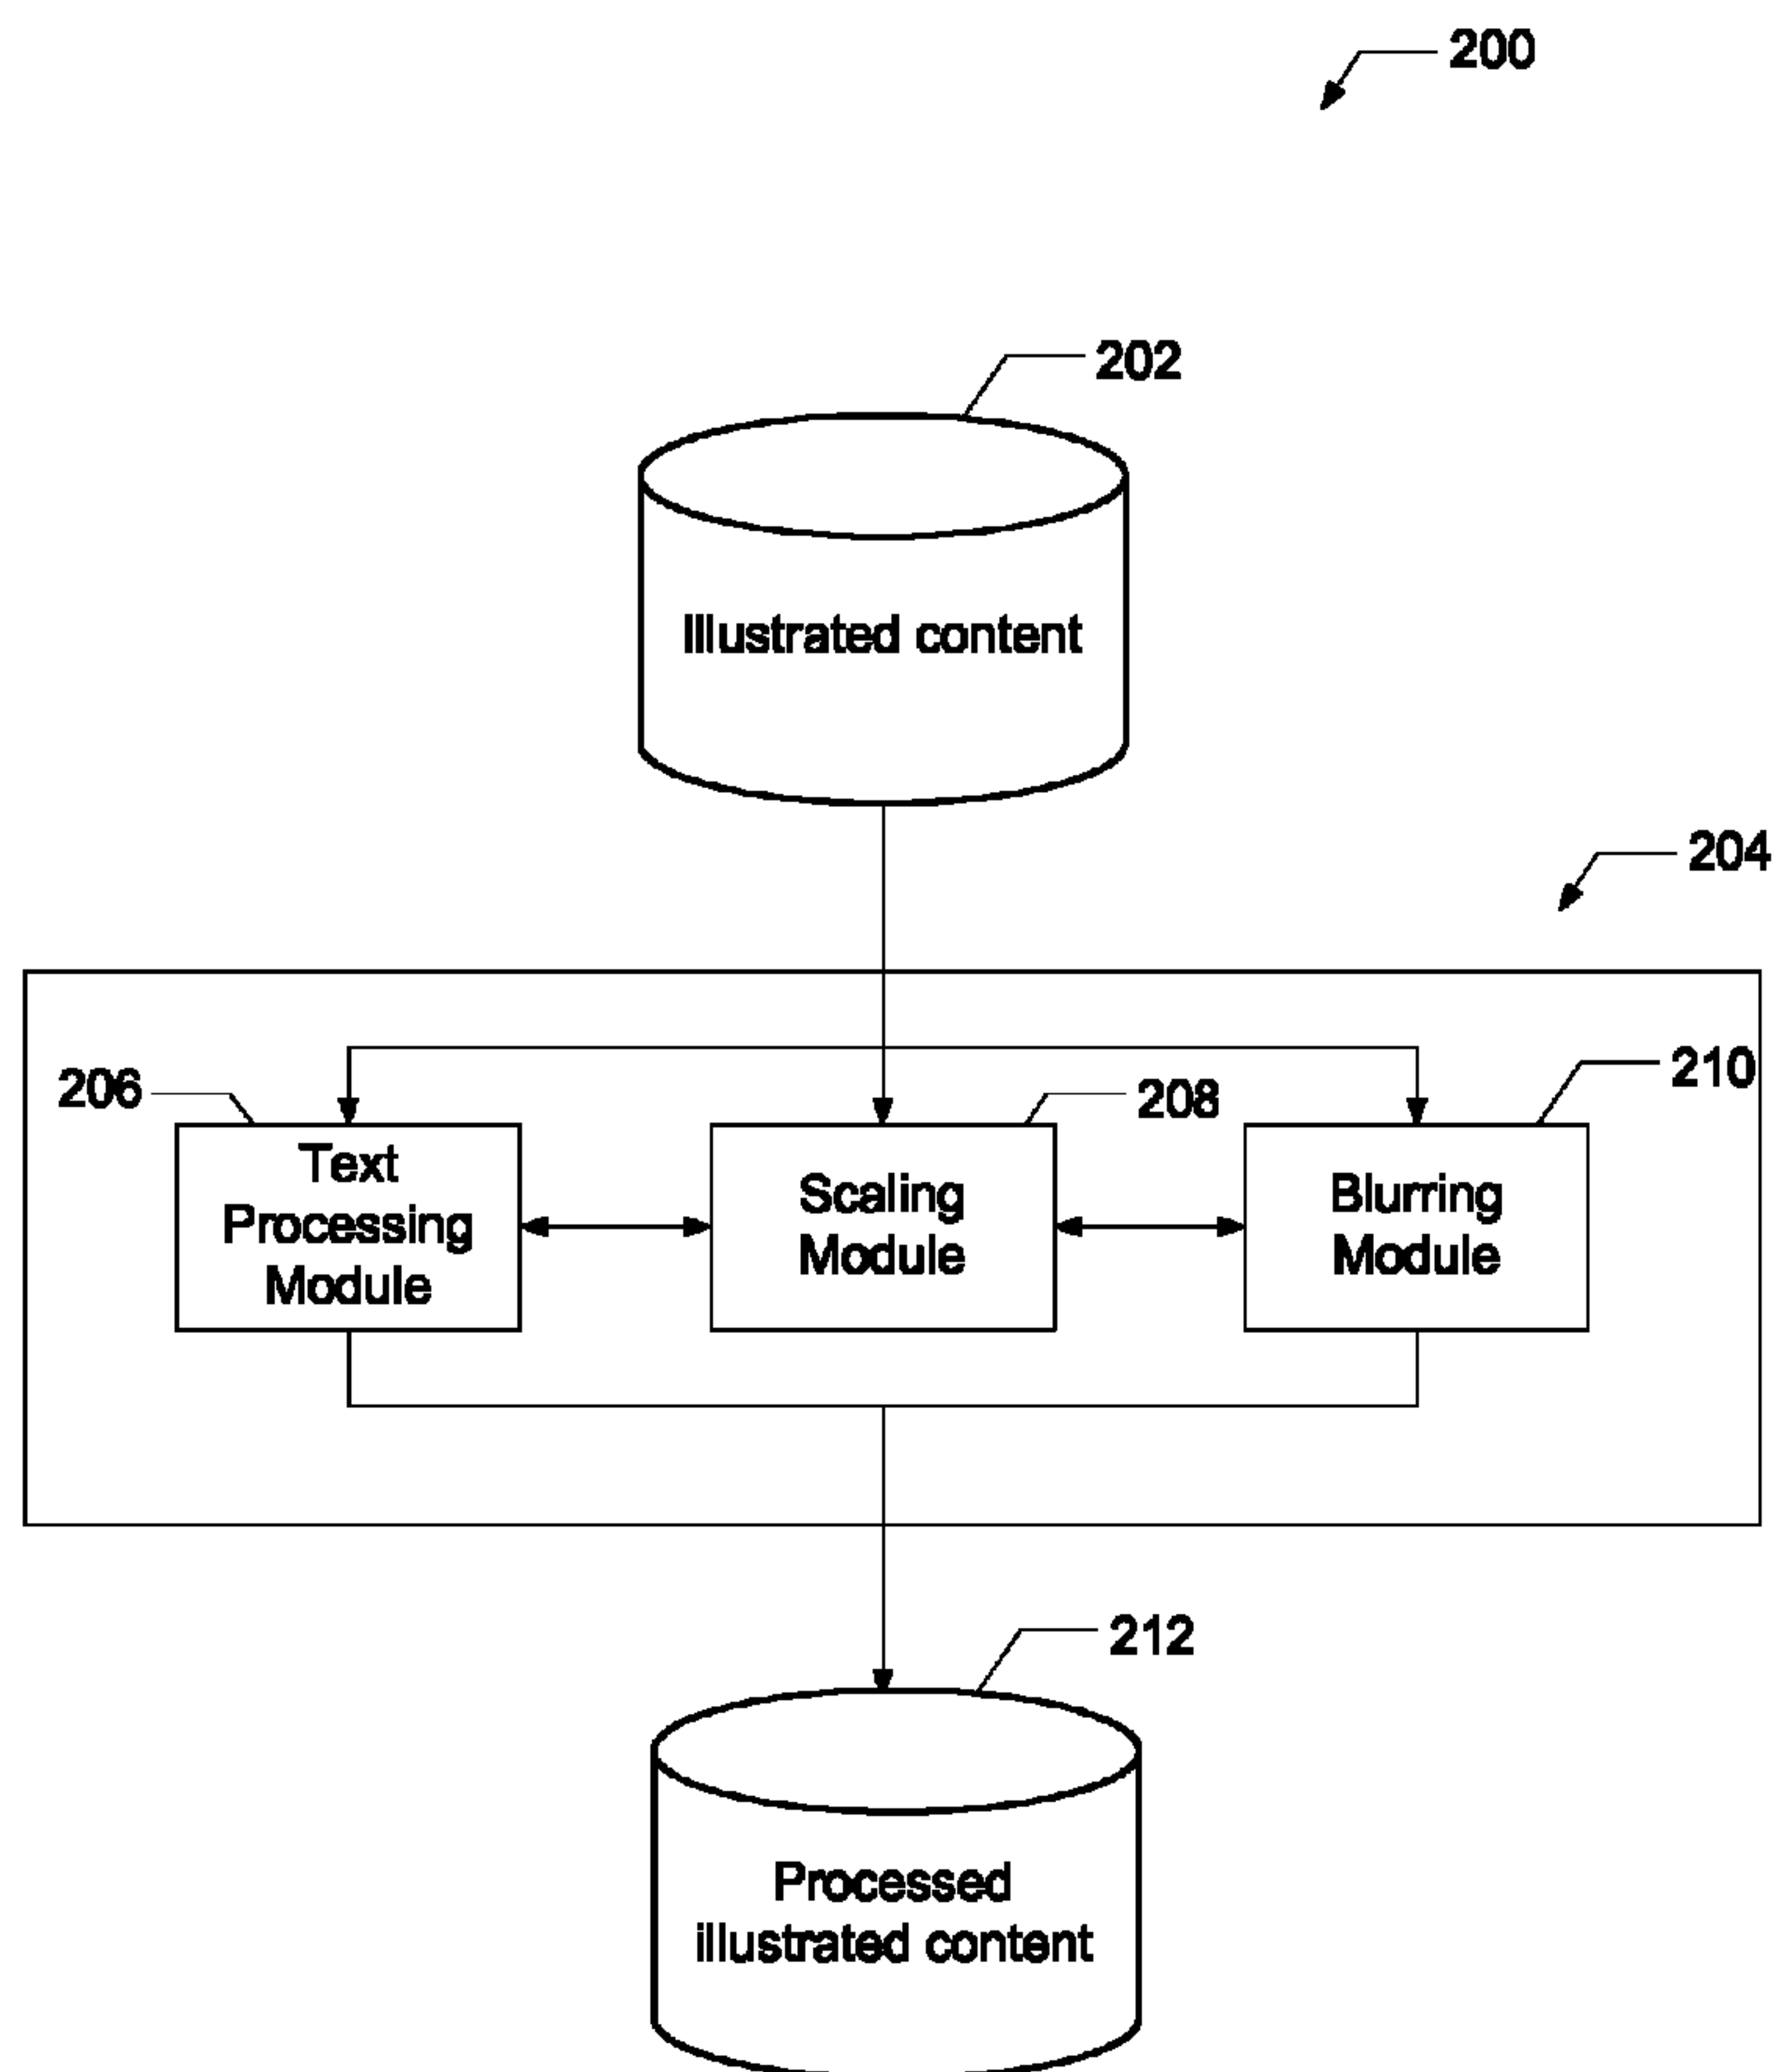 200
202
Illustrated content
204
206
208
210
Text
Processing
Module
Scaling
Module
Blurring
Module
212
Processed
illustrated content